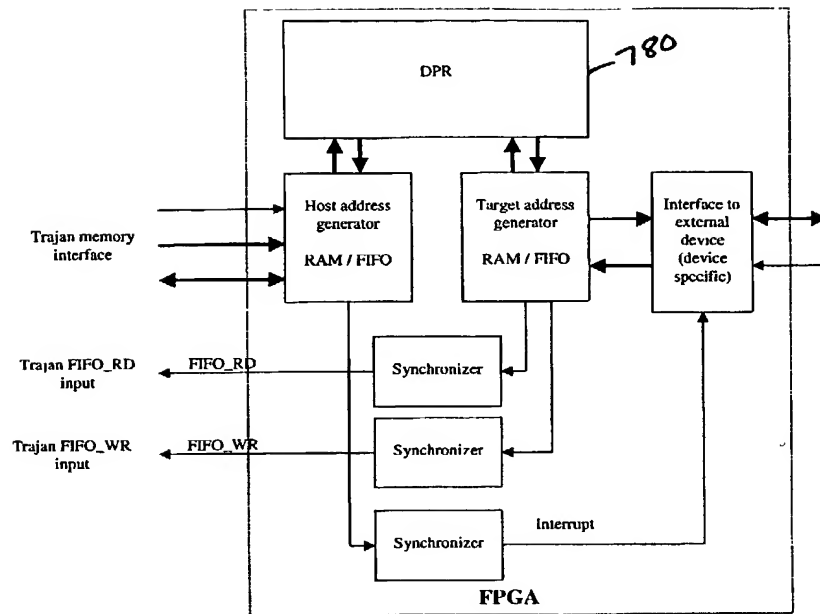 DPR
780
Host address
generator
RAM / FIFO
Target address
generator
RAM / FIFO
Interface to
external
device
(device
specific)
Trajan memory
interface
Trajan FIFO_RD
input
FIFO_RD
Synchronizer
Trajan FIFO_WR
input
FIFO_WR
Synchronizer
Synchronizer
Interrupt
FPGA